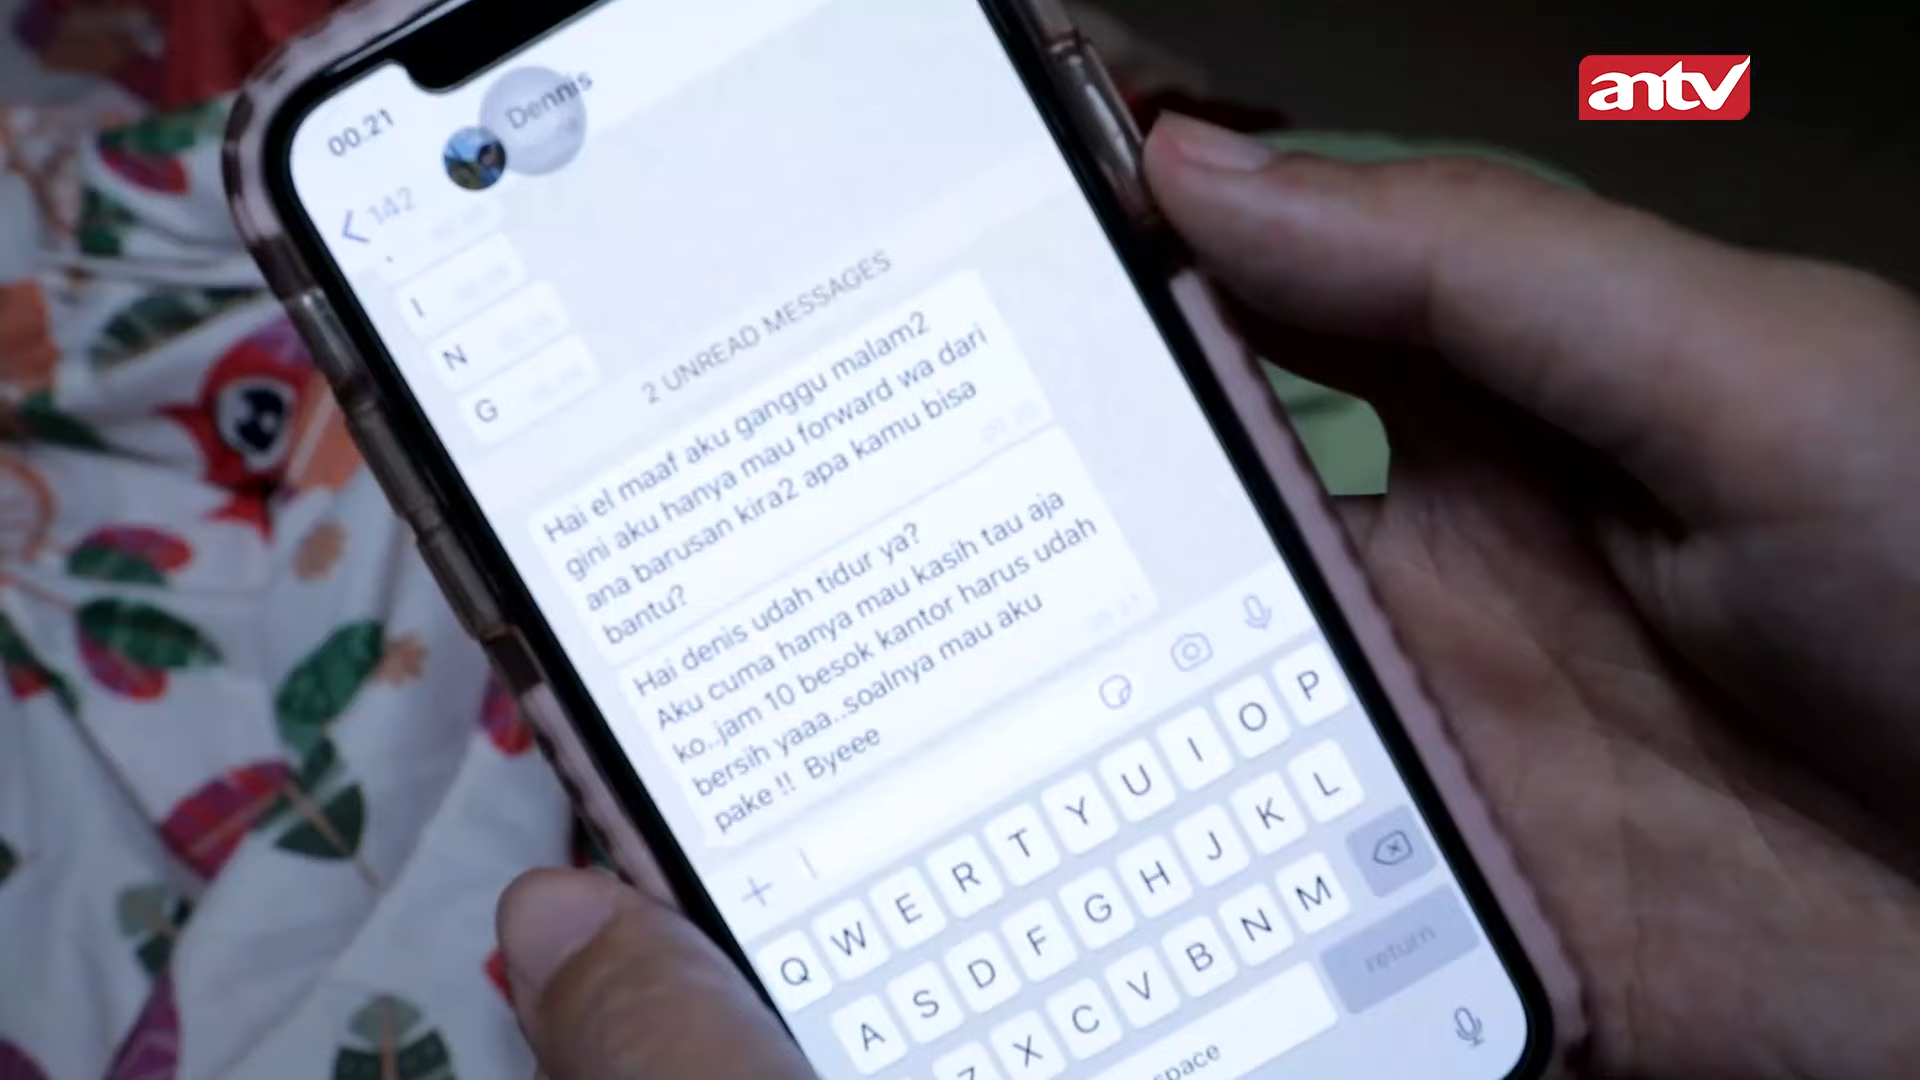 antv
00.21
Dennis
142
I
N
G
2 UNREAD MESSAGES
Hai el maaf aku ganggu malam2
gini aku hanya mau forward wa dari
ana barusan kira2 apa kamu bisa
bantu?
Hai denis udah tidur ya?
Aku cuma hanya mau kasih tau aja
ko..jam 10 besok kantor harus udah
bersih yaaa..soalnya mau aku
pake !! Byeee
Q W E R T Y U I O P
A S D F G H J K L
Z X C V B N M
space return